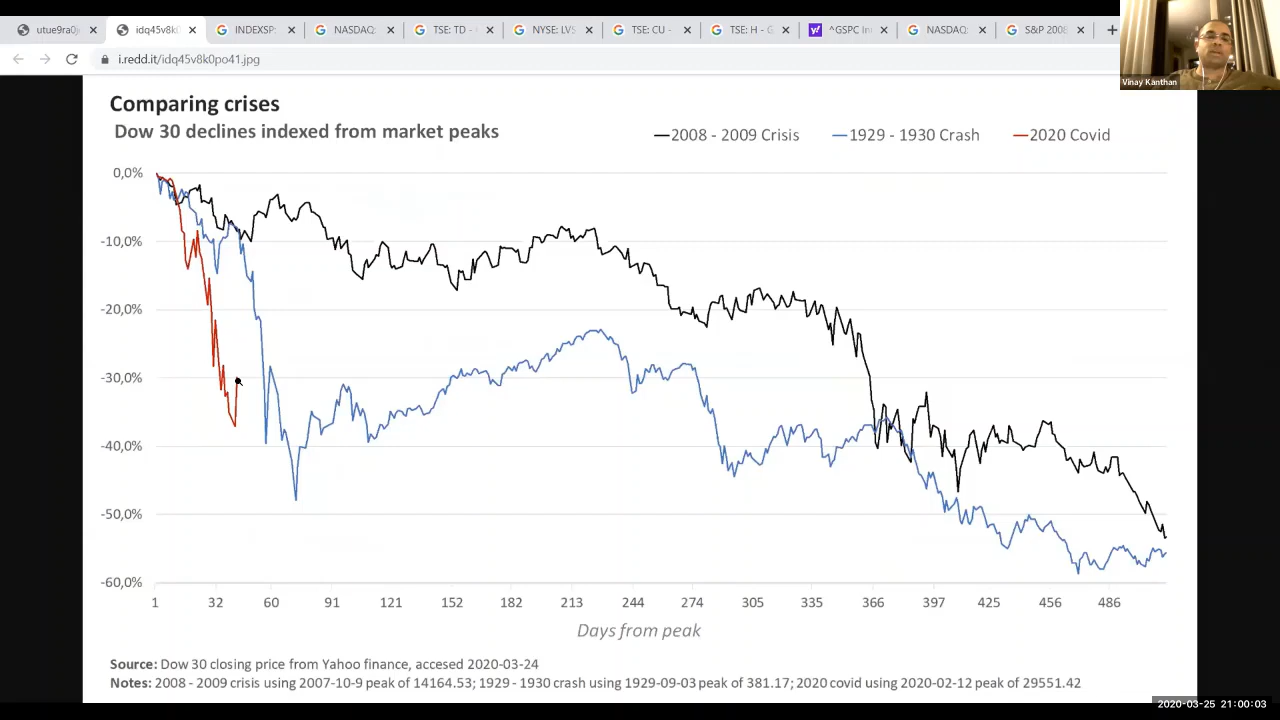 utue9ra0j
idq45v8k0
INDEXSP:
NASDAQ:
TSE: TD -
NYSE: LVS
TSE: CU -
TSE: H - G
^GSPC In
NASDAQ:
S&P 2008
i.redd.it/idq45v8k0po41.jpg
Vinay Kanthan
Comparing crises
Dow 30 declines indexed from market peaks
2008 - 2009 Crisis
1929 - 1930 Crash
2020 Covid
0,0%
-10,0%
-20,0%
-30,0%
-40,0%
-50,0%
-60,0%
1 32 60 91 121 152 182 213 244 274 305 335 366 397 425 456 486
Days from peak
Source: Dow 30 closing price from Yahoo finance, accesed 2020-03-24
Notes: 2008 - 2009 crisis using 2007-10-9 peak of 14164.53; 1929 - 1930 crash using 1929-09-03 peak of 381.17; 2020 covid using 2020-02-12 peak of 29551.42
2020-03-25 21:00:03